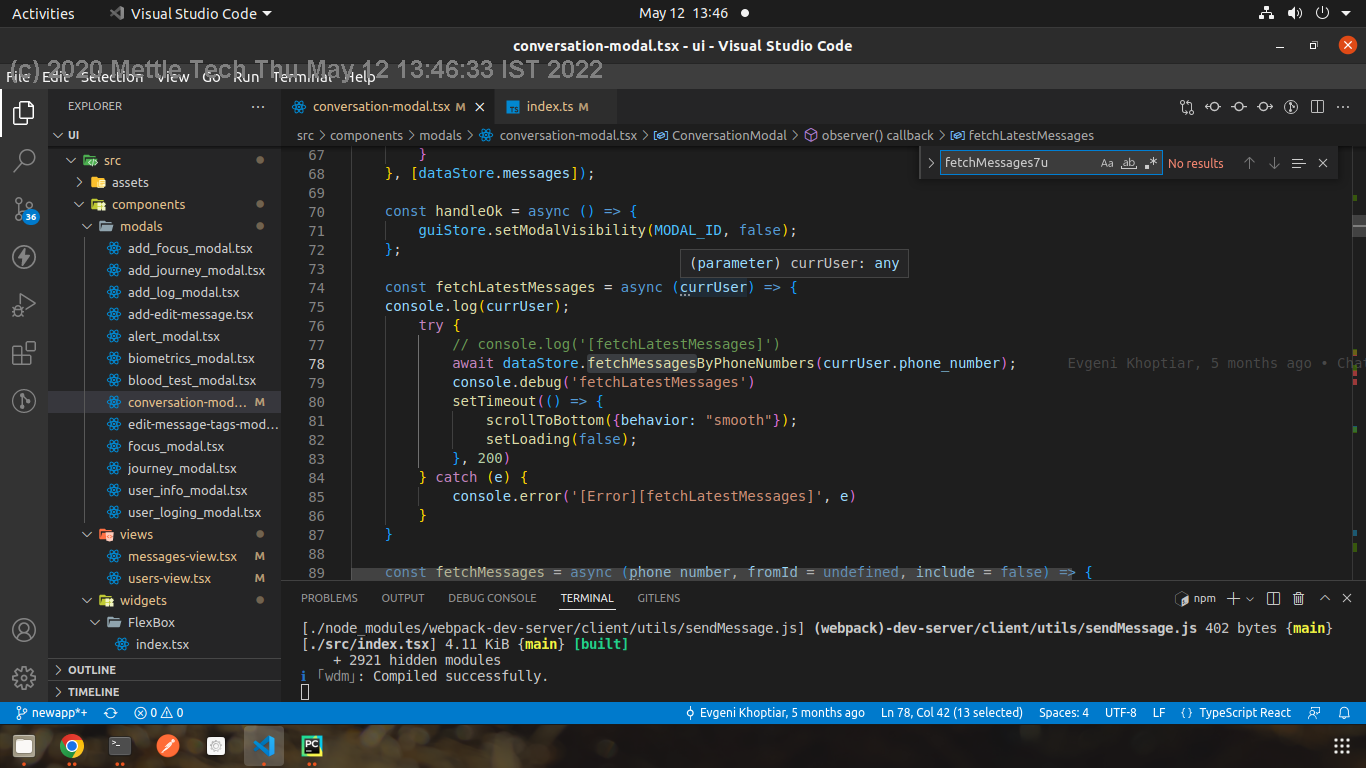 Activities
Visual Studio Code
May 12 13:46
conversation-modal.tsx - ui - Visual Studio Code
File Edit Selection View Go Run Terminal Help
(c) 2020 Mettle Tech Thu May 12 13:46:33 IST 2022
EXPLORER
UI
src
assets
components
modals
add_focus_modal.tsx
add_journey_modal.tsx
add_log_modal.tsx
add-edit-message.tsx
alert_modal.tsx
biometrics_modal.tsx
blood_test_modal.tsx
conversation-mod... M
edit-message-tags-mod...
focus_modal.tsx
journey_modal.tsx
user_info_modal.tsx
user_loging_modal.tsx
views
messages-view.tsx M
users-view.tsx M
widgets
FlexBox
index.tsx
OUTLINE
TIMELINE
36
conversation-modal.tsx M
index.ts M
src > components > modals > conversation-modal.tsx > ConversationModal > observer() callback > fetchLatestMessages
fetchMessages7u Aa ab .* No results
67 }
68 }, [dataStore.messages]);
69
70 const handleOk = async () => {
71 guiStore.setModalVisibility(MODAL_ID, false);
72 };
73
(parameter) currUser: any
74 const fetchLatestMessages = async (currUser) => {
75 console.log(currUser);
76 try {
77 // console.log('[fetchLatestMessages]')
78 await dataStore.fetchMessagesByPhoneNumbers(currUser.phone_number); Evgeni Khoptiar, 5 months ago • Cha
79 console.debug('fetchLatestMessages')
80 setTimeout(() => {
81 scrollToBottom({behavior: "smooth"});
82 setLoading(false);
83 }, 200)
84 } catch (e) {
85 console.error('[Error][fetchLatestMessages]', e)
86 }
87 }
88
89 const fetchMessages = async (phone_number, fromId = undefined, include = false) => {
PROBLEMS OUTPUT DEBUG CONSOLE TERMINAL GITLENS
npm
[./node_modules/webpack-dev-server/client/utils/sendMessage.js] (webpack)-dev-server/client/utils/sendMessage.js 402 bytes {main}
[./src/index.tsx] 4.11 KiB {main} [built]
+ 2921 hidden modules
ℹ ｢wdm｣: Compiled successfully.
newapp*+ 0 0
Evgeni Khoptiar, 5 months ago Ln 78, Col 42 (13 selected) Spaces: 4 UTF-8 LF {} TypeScript React
PC